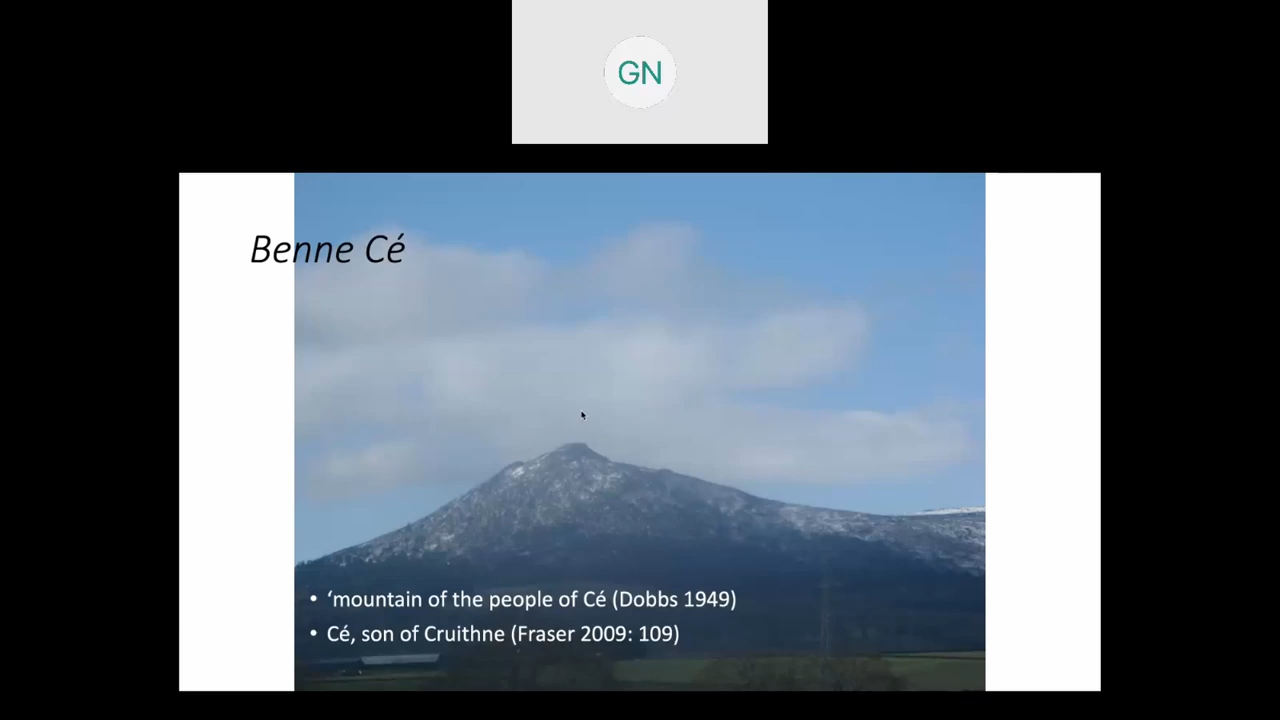 GN
Benne Cé
• ‘mountain of the people of Cé (Dobbs 1949)
• Cé, son of Cruithne (Fraser 2009: 109)